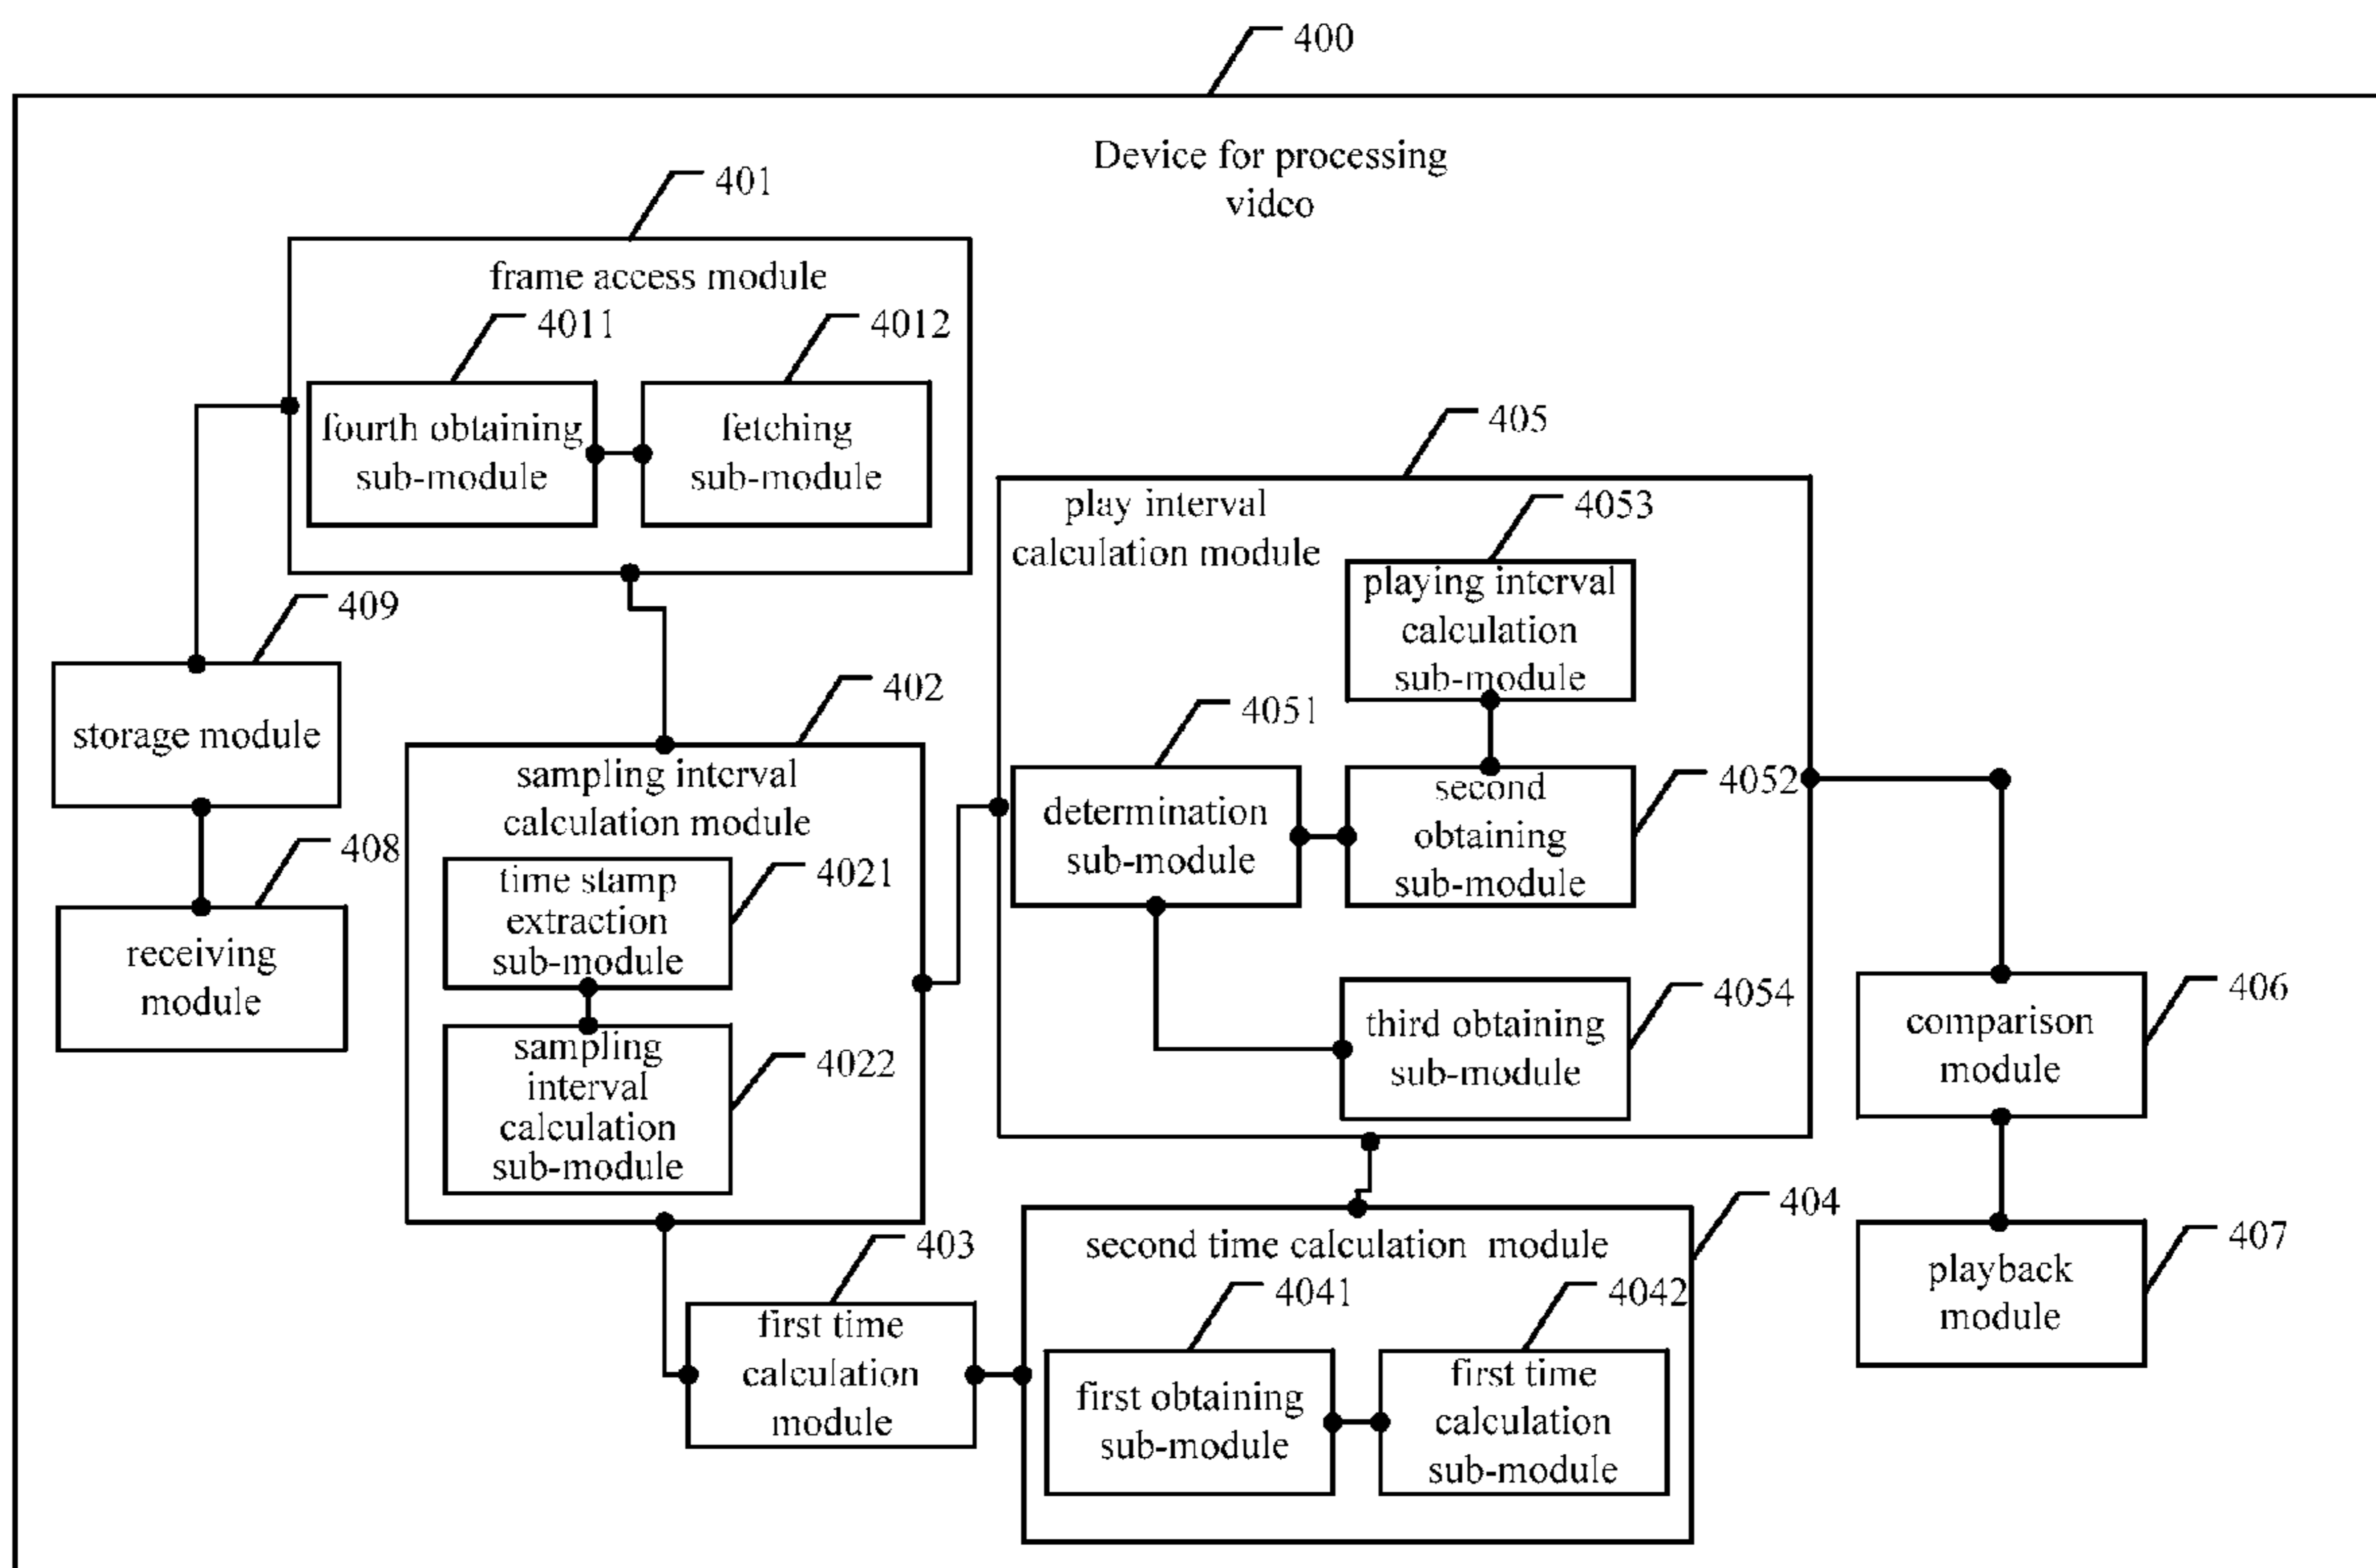 400
Device for processing
video
401
frame access module
4011
4012
fourth obtaining
sub-module
fetching
sub-module
405
play interval
calculation module
4053
playing interval
calculation
sub-module
409
storage module
402
4051
4052
sampling interval
calculation module
determination
sub-module
second
obtaining
sub-module
408
receiving
module
4021
time stamp
extraction
sub-module
4022
sampling
interval
calculation
sub-module
4054
third obtaining
sub-module
406
comparison
module
404
second time calculation module
403
first time
calculation
module
4041
4042
first obtaining
sub-module
first time
calculation
sub-module
407
playback
module